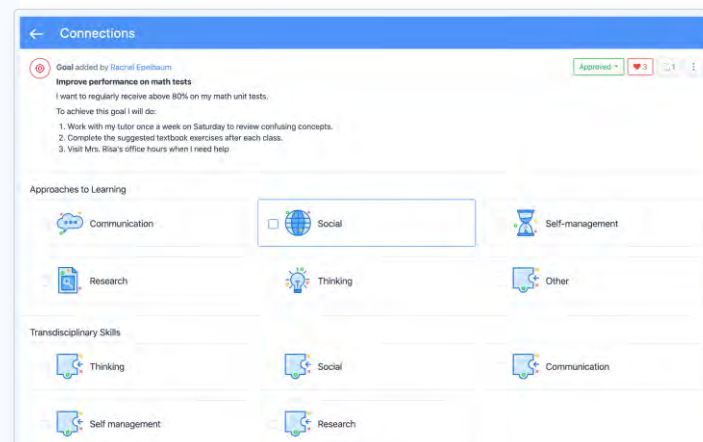 Connections
Goal added by Rachel Epelbaum
Approved
3
1
Improve performance on math tests
I want to regularly receive above 80% on my math unit tests.
To achieve this goal I will do:
1. Work with my tutor once a week on Saturday to review confusing concepts.
2. Complete the suggested textbook exercises after each class.
3. Visit Mrs. Risa's office hours when I need help
Approaches to Learning
Communication
Social
Self-management
Research
Thinking
Other
Transdisciplinary Skills
Thinking
Social
Communication
Self management
Research